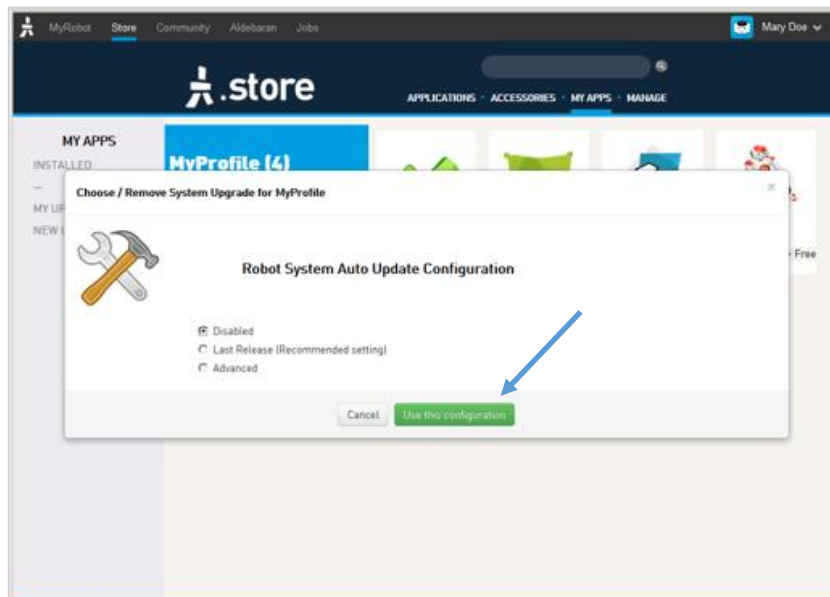 MyRobot Store Community Aldebaran Jobs Mary Doe
.store
APPLICATIONS · ACCESSORIES · MY APPS · MANAGE
MY APPS
INSTALLED
MyProfile (4)
Choose / Remove System Upgrade for MyProfile ×
Robot System Auto Update Configuration
Free
Disabled
Last Release (Recommended setting)
Advanced
Cancel Use this configuration